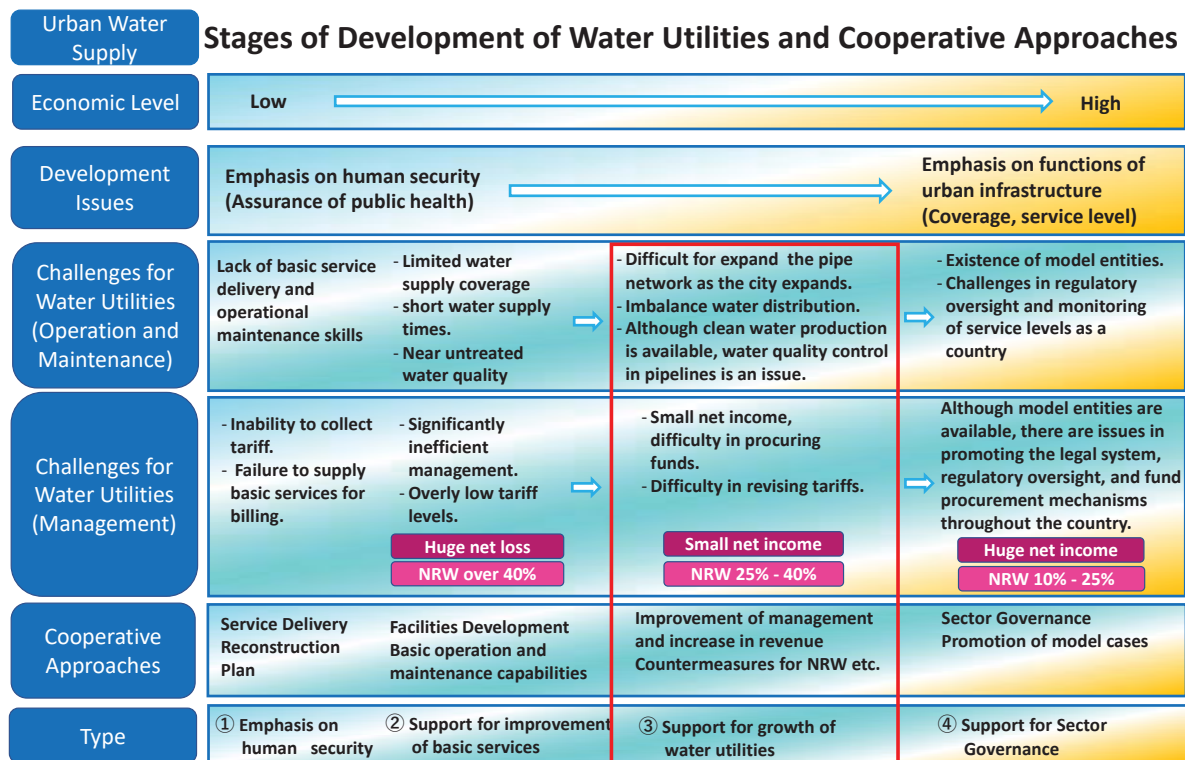 Urban Water
Supply
Stages of Development of Water Utilities and Cooperative Approaches
Economic Level
Low
High
Development
Issues
Emphasis on human security
(Assurance of public health)
Emphasis on functions of
urban infrastructure
(Coverage, service level)
Challenges for
Water Utilities
(Operation and
Maintenance)
Lack of basic service
delivery and
operational
maintenance skills
- Limited water
supply coverage
- short water supply
times.
- Near untreated
water quality
- Difficult for expand the pipe
network as the city expands.
- Imbalance water distribution.
- Although clean water production
is available, water quality control
in pipelines is an issue.
- Existence of model entities.
- Challenges in regulatory
oversight and monitoring
of service levels as a
country
Challenges for
Water Utilities
(Management)
- Inability to collect
tariff.
- Failure to supply
basic services for
billing.
- Significantly
inefficient
management.
- Overly low tariff
levels.
Huge net loss
NRW over 40%
- Small net income,
difficulty in procuring
funds.
- Difficulty in revising tariffs.
Small net income
NRW 25% - 40%
Although model entities are
available, there are issues in
promoting the legal system,
regulatory oversight, and fund
procurement mechanisms
throughout the country.
Huge net income
NRW 10% - 25%
Cooperative
Approaches
Service Delivery
Reconstruction
Plan
Facilities Development
Basic operation and
maintenance capabilities
Improvement of management
and increase in revenue
Countermeasures for NRW etc.
Sector Governance
Promotion of model cases
Type
① Emphasis on
human security
② Support for improvement
of basic services
③ Support for growth of
water utilities
④ Support for Sector
Governance